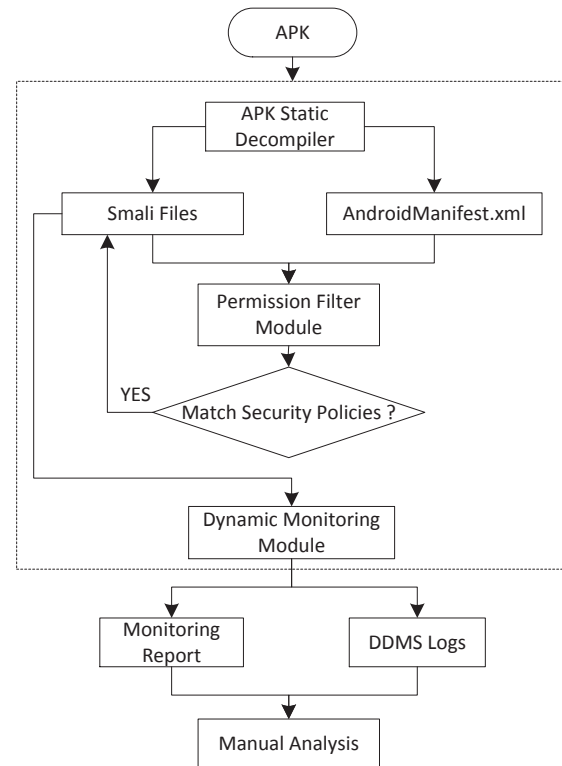 APK
APK Static
Decompiler
Smali Files
AndroidManifest.xml
Permission Filter
Module
YES
Match Security Policies ?
Dynamic Monitoring
Module
Monitoring
Report
DDMS Logs
Manual Analysis